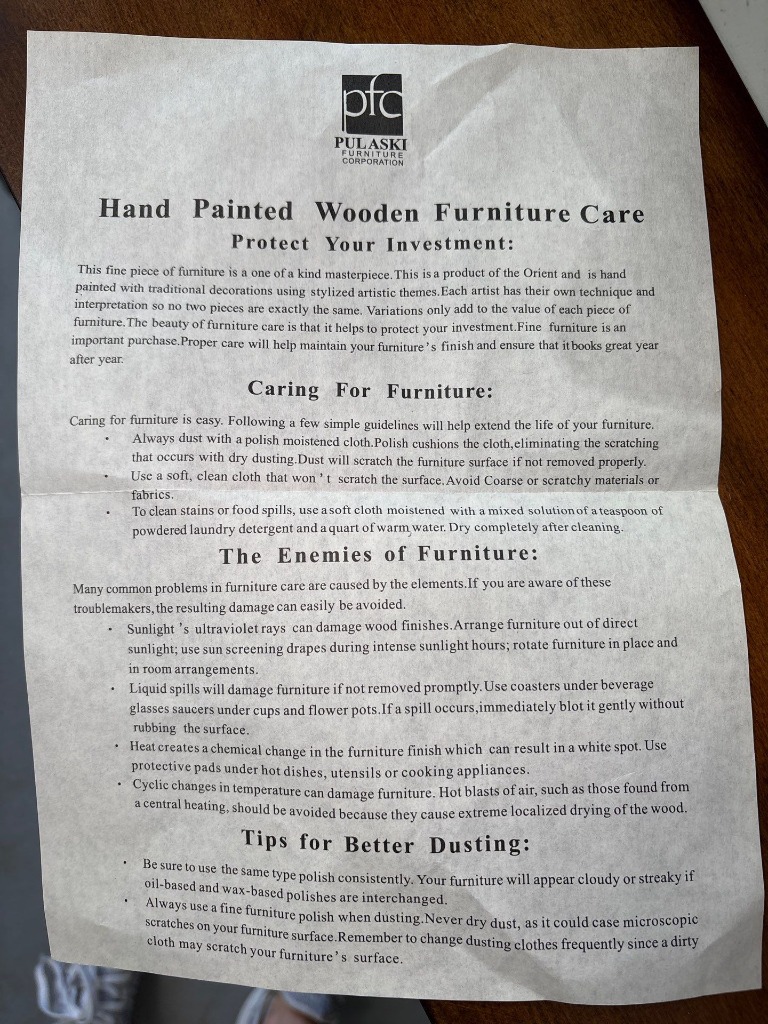 pfc
PULASKI
FURNITURE
CORPORATION
Hand Painted Wooden Furniture Care
Protect Your Investment:
This fine piece of furniture is a one of a kind masterpiece.This is a product of the Orient and is hand
painted with traditional decorations using stylized artistic themes.Each artist has their own technique and
interpretation so no two pieces are exactly the same. Variations only add to the value of each piece of
furniture.The beauty of furniture care is that it helps to protect your investment.Fine furniture is an
important purchase.Proper care will help maintain your furniture's finish and ensure that itbooks great year
after year.
Caring For Furniture:
Caring for furniture is easy. Following a few simple guidelines will help extend the life of your furniture.
• Always dust with a polish moistened cloth.Polish cushions the cloth,eliminating the scratching
that occurs with dry dusting.Dust will scratch the furniture surface if not removed properly.
• Use a soft, clean cloth that won't scratch the surface.Avoid Coarse or scratchy materials or
fabrics.
• To clean stains or food spills, use a soft cloth moistened with a mixed solution of a teaspoon of
powdered laundry detergent and a quart of warm water. Dry completely after cleaning.
The Enemies of Furniture:
Many common problems in furniture care are caused by the elements.If you are aware of these
troublemakers,the resulting damage can easily be avoided.
• Sunlight's ultraviolet rays can damage wood finishes.Arrange furniture out of direct
sunlight; use sun screening drapes during intense sunlight hours; rotate furniture in place and
in room arrangements.
• Liquid spills will damage furniture if not removed promptly.Use coasters under beverage
glasses saucers under cups and flower pots.If a spill occurs,immediately blot it gently without
rubbing the surface.
• Heat creates a chemical change in the furniture finish which can result in a white spot. Use
protective pads under hot dishes, utensils or cooking appliances.
• Cyclic changes in temperature can damage furniture. Hot blasts of air, such as those found from
a central heating, should be avoided because they cause extreme localized drying of the wood.
Tips for Better Dusting:
• Be sure to use the same type polish consistently. Your furniture will appear cloudy or streaky if
oil-based and wax-based polishes are interchanged.
• Always use a fine furniture polish when dusting.Never dry dust, as it could case microscopic
scratches on your furniture surface.Remember to change dusting clothes frequently since a dirty
cloth may scratch your furniture's surface.